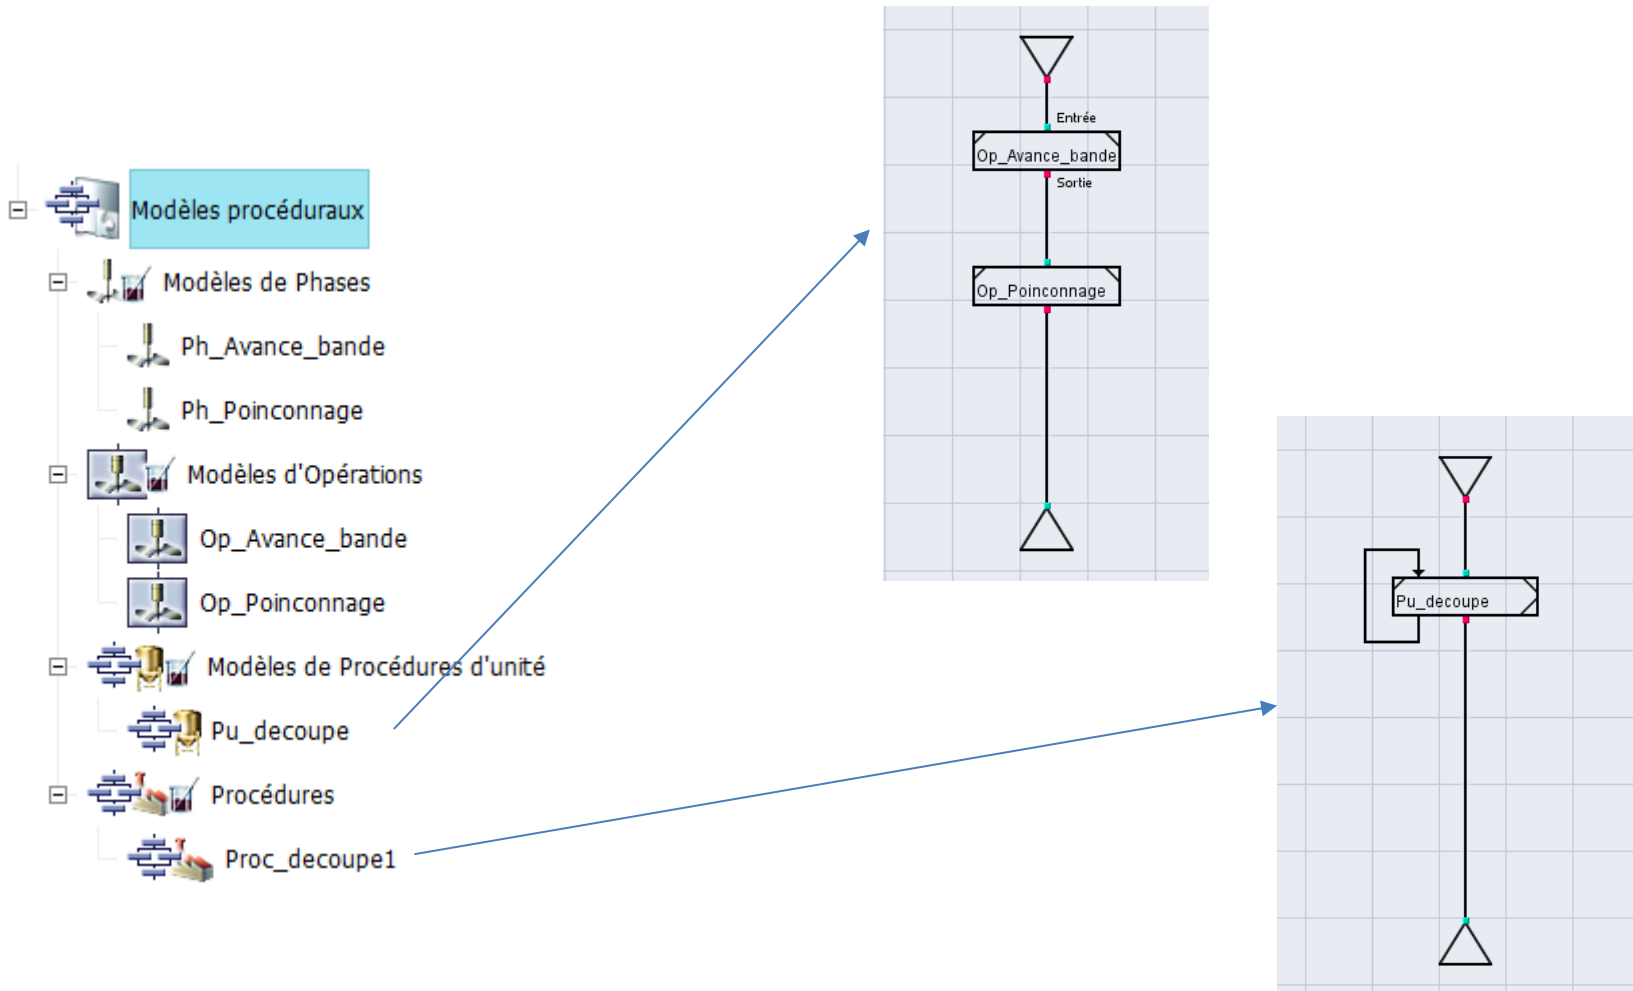 Modèles procéduraux
Modèles de Phases
Ph_Avance_bande
Ph_Poinconnage
Modèles d'Opérations
Op_Avance_bande
Op_Poinconnage
Modèles de Procédures d'unité
Pu_decoupe
Procédures
Proc_decoupe1
Entrée
Op_Avance_bande
Sortie
Op_Poinconnage
Pu_decoupe